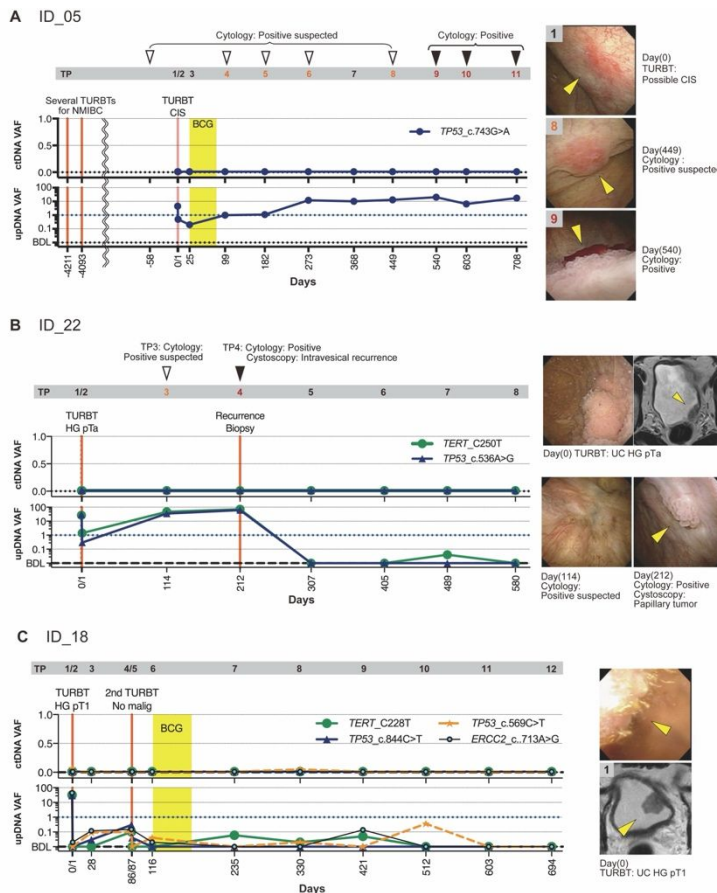 A ID_05
Cytology: Positive suspected
Cytology: Positive
TP 1/2 3 4 5 6 7 8 9 10 11
Several TURBTs
for NMIBC
TURBT
CIS
BCG
TP53_c.743G>A
ctDNA VAF
1.0
0.5
0.0
upDNA VAF
100
10
1
0.1
BDL
-4211 -4093 -58 0/1 25 99 182 273 368 449 540 603 708
Days
1
Day(0)
TURBT:
Possible CIS
8
Day(449)
Cytology :
Positive suspected
9
Day(540)
Cytology:
Positive
B ID_22
TP3: Cytology:
Positive suspected
TP4: Cytology: Positive
Cystoscopy: Intravesical recurrence
TP 1/2 3 4 5 6 7 8
TURBT
HG pTa
Recurrence
Biopsy
TERT_C250T
TP53_c.536A>G
ctDNA VAF
1.0
0.5
0.0
upDNA VAF
100
10
1
0.1
BDL
0/1 114 212 307 405 489 580
Days
Day(0) TURBT: UC HG pTa
Day(114)
Cytology:
Positive suspected
Day(212)
Cytology: Positive
Cystoscopy:
Papillary tumor
C ID_18
TP 1/2 3 4/5 6 7 8 9 10 11 12
TURBT
HG pT1
2nd TURBT
No malig
BCG
TERT_C228T
TP53_c.844C>T
TP53_c.569C>T
ERCC2_c.713A>G
ctDNA VAF
1.0
0.5
0.0
upDNA VAF
100
10
1
0.1
BDL
0/1 28 86/87 116 235 330 421 512 603 694
Days
1
Day(0)
TURBT: UC HG pT1